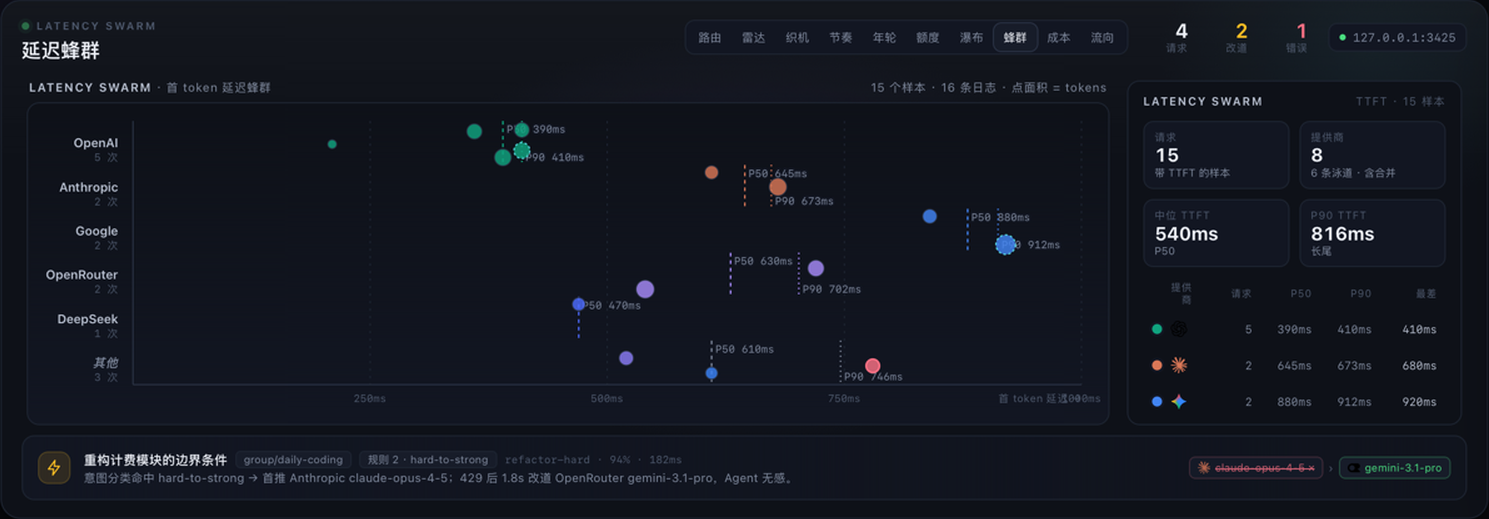 LATENCY SWARM
延迟蜂群
路由 雷达 织机 节奏 年轮 额度 瀑布 蜂群 成本 流向
4 请求
2 改道
1 错误
127.0.0.1:3425
LATENCY SWARM · 首 token 延迟蜂群
15 个样本 · 16 条日志 · 点面积 = tokens
OpenAI
5 次
P50 390ms
P90 410ms
Anthropic
2 次
P50 645ms
P90 673ms
Google
2 次
P50 880ms
P90 912ms
OpenRouter
2 次
P50 630ms
P90 702ms
DeepSeek
1 次
P50 470ms
其他
3 次
P50 610ms
P90 746ms
250ms 500ms 750ms
首 token 延迟
LATENCY SWARM
TTFT · 15 样本
请求
15
带 TTFT 的样本
提供商
8
6 条泳道 · 含合并
中位 TTFT
540ms
P50
P90 TTFT
816ms
长尾
提供商 请求 P50 P90 最差
5 390ms 410ms 410ms
2 645ms 673ms 680ms
2 880ms 912ms 920ms
重构计费模块的边界条件 group/daily-coding 规则 2 · hard-to-strong refactor-hard · 94% · 182ms
意图分类命中 hard-to-strong → 首推 Anthropic claude-opus-4-5；429 后 1.8s 改道 OpenRouter gemini-3.1-pro，Agent 无感。
claude-opus-4-5 × › gemini-3.1-pro